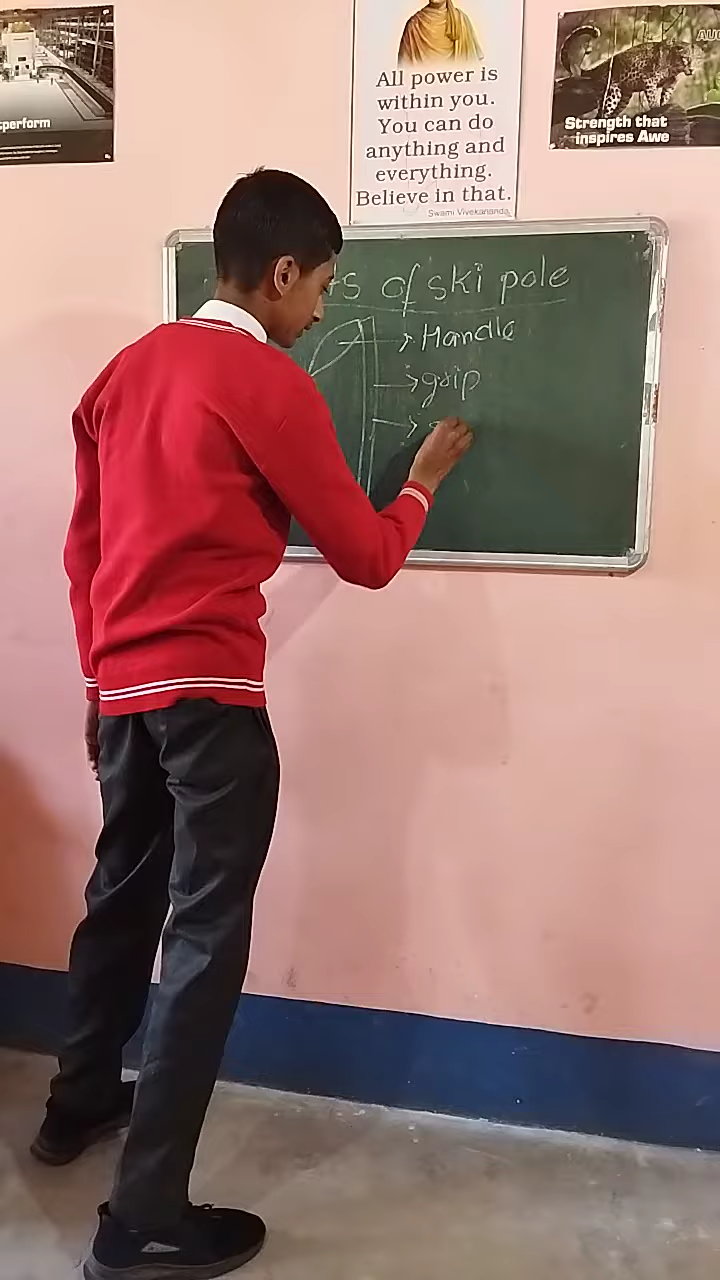 All power is
within you.
You can do
anything and
everything.
Believe in that.
Swami Vivekananda
Strength that
inspires Awe
of ski pole
Handle
grip